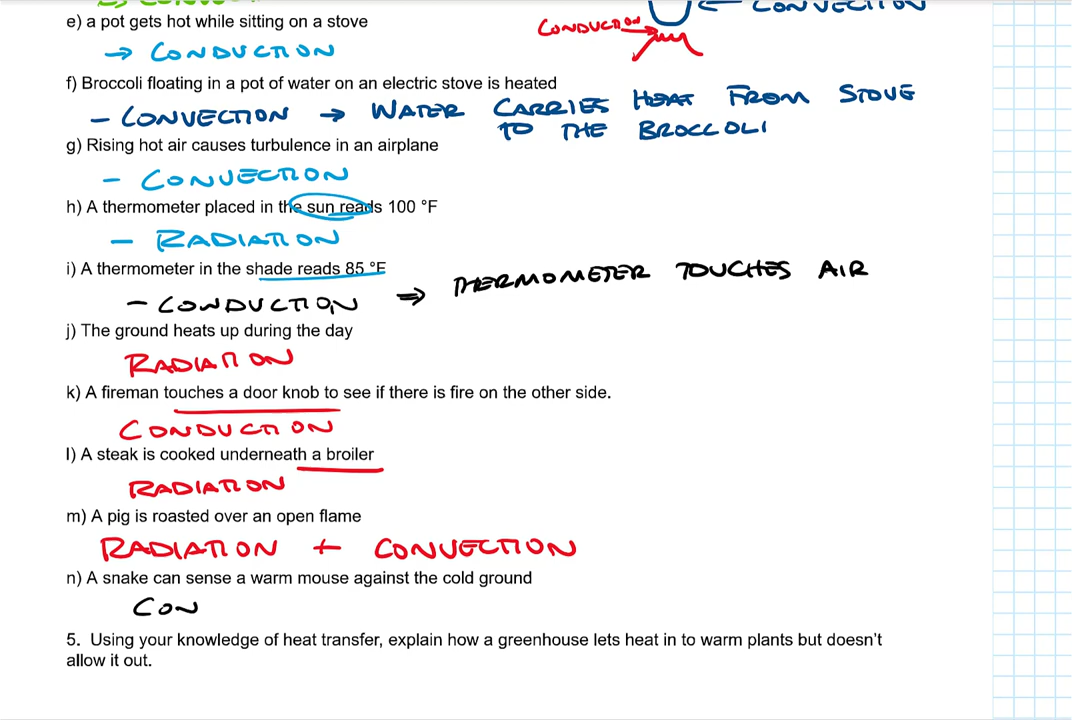 e) a pot gets hot while sitting on a stove
CONDUCTION
← CONVECTION
→ CONDUCTION
f) Broccoli floating in a pot of water on an electric stove is heated
- CONVECTION → WATER CARRIES HEAT FROM STOVE
TO THE BROCCOLI
g) Rising hot air causes turbulence in an airplane
- CONVECTION
h) A thermometer placed in the sun reads 100 °F
- RADIATION
i) A thermometer in the shade reads 85 °F
- CONDUCTION ⇒ THERMOMETER TOUCHES AIR
j) The ground heats up during the day
RADIATION
k) A fireman touches a door knob to see if there is fire on the other side.
CONDUCTION
l) A steak is cooked underneath a broiler
RADIATION
m) A pig is roasted over an open flame
RADIATION + CONVECTION
n) A snake can sense a warm mouse against the cold ground
CON
5. Using your knowledge of heat transfer, explain how a greenhouse lets heat in to warm plants but doesn't
allow it out.